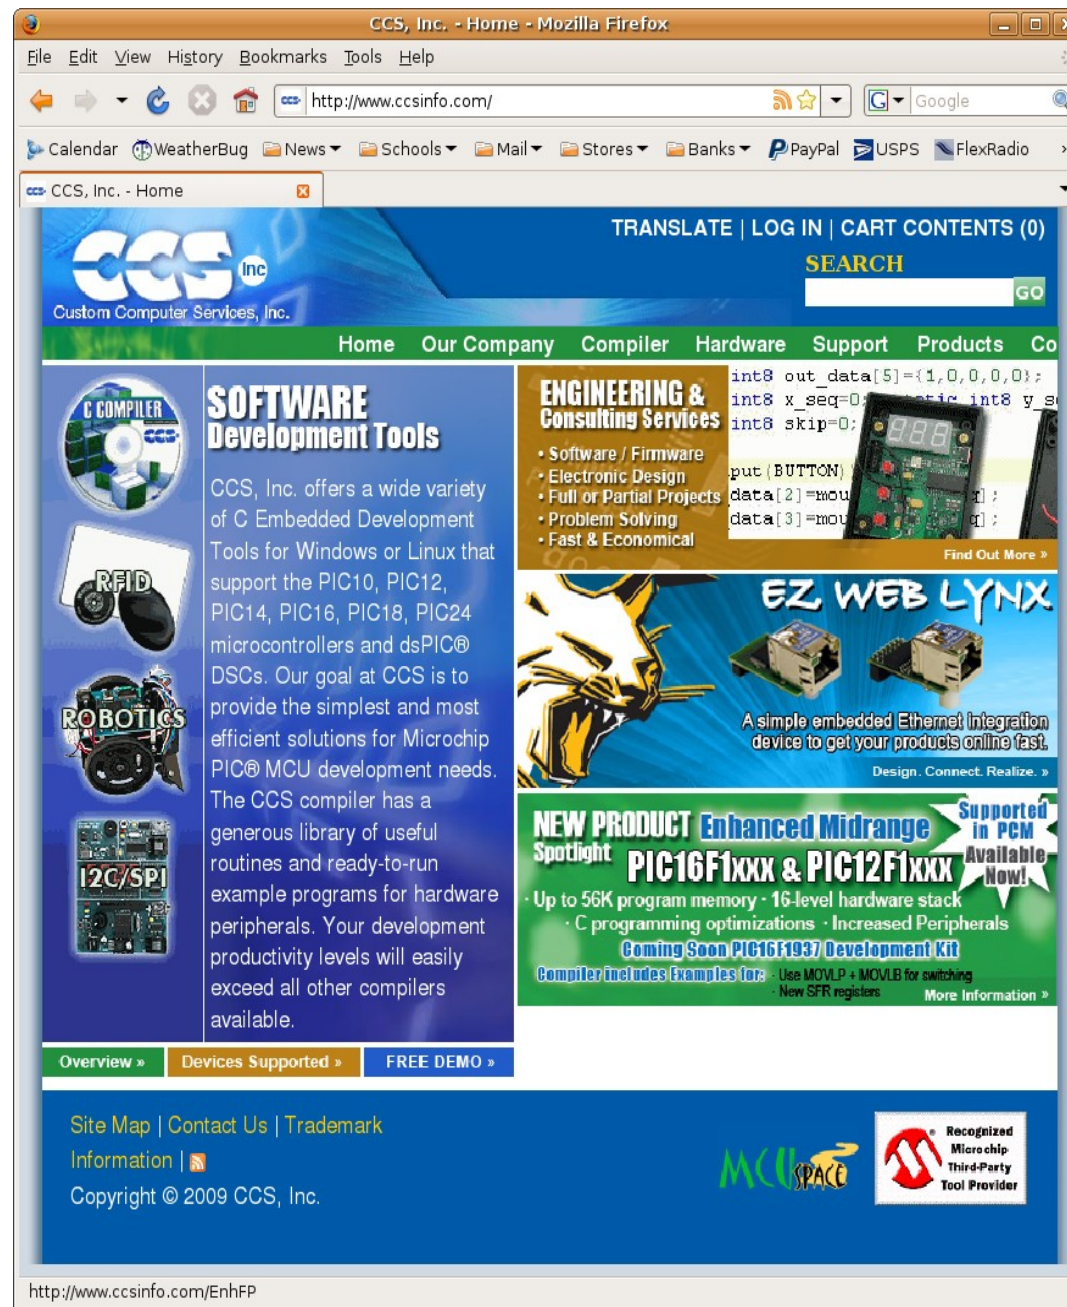 CCS, Inc. - Home - Mozilla Firefox
File Edit View History Bookmarks Tools Help
http://www.ccsinfo.com/
G Google
Calendar WeatherBug News Schools Mail Stores Banks PayPal USPS FlexRadio
CCS, Inc. - Home
TRANSLATE | LOG IN | CART CONTENTS (0)
SEARCH
GO
CCS Inc
Custom Computer Services, Inc.
Home Our Company Compiler Hardware Support Products Co
C COMPILER
CCS
RFID
ROBOTICS
I2C/SPI
SOFTWARE
Development Tools
CCS, Inc. offers a wide variety
of C Embedded Development
Tools for Windows or Linux that
support the PIC10, PIC12,
PIC14, PIC16, PIC18, PIC24
microcontrollers and dsPIC®
DSCs. Our goal at CCS is to
provide the simplest and most
efficient solutions for Microchip
PIC® MCU development needs.
The CCS compiler has a
generous library of useful
routines and ready-to-run
example programs for hardware
peripherals. Your development
productivity levels will easily
exceed all other compilers
available.
Overview »
Devices Supported »
FREE DEMO »
ENGINEERING &
Consulting Services
• Software / Firmware
• Electronic Design
• Full or Partial Projects
• Problem Solving
• Fast & Economical
int8 out_data[5]={1,0,0,0,0};
int8 x_seq=0; int8 y_s
int8 skip=0;
put(BUTTON)
data[2]=mou ];
data[3]=mou ];
888
Find Out More »
EZ WEB LYNX
A simple embedded Ethernet integration
device to get your products online fast.
Design. Connect. Realize. »
NEW PRODUCT Enhanced Midrange
Spotlight PIC16F1xxx & PIC12F1xxx
Supported
in PCM
Available
Now!
· Up to 56K program memory · 16-level hardware stack
· C programming optimizations · Increased Peripherals
Coming Soon PIC16F1937 Development Kit
Compiler includes Examples for: · Use MOVLP + MOVLB for switching
· New SFR registers
More Information »
Site Map | Contact Us | Trademark
Information |
Copyright © 2009 CCS, Inc.
MCU SPACE
Recognized
Microchip
Third-Party
Tool Provider
http://www.ccsinfo.com/EnhFP